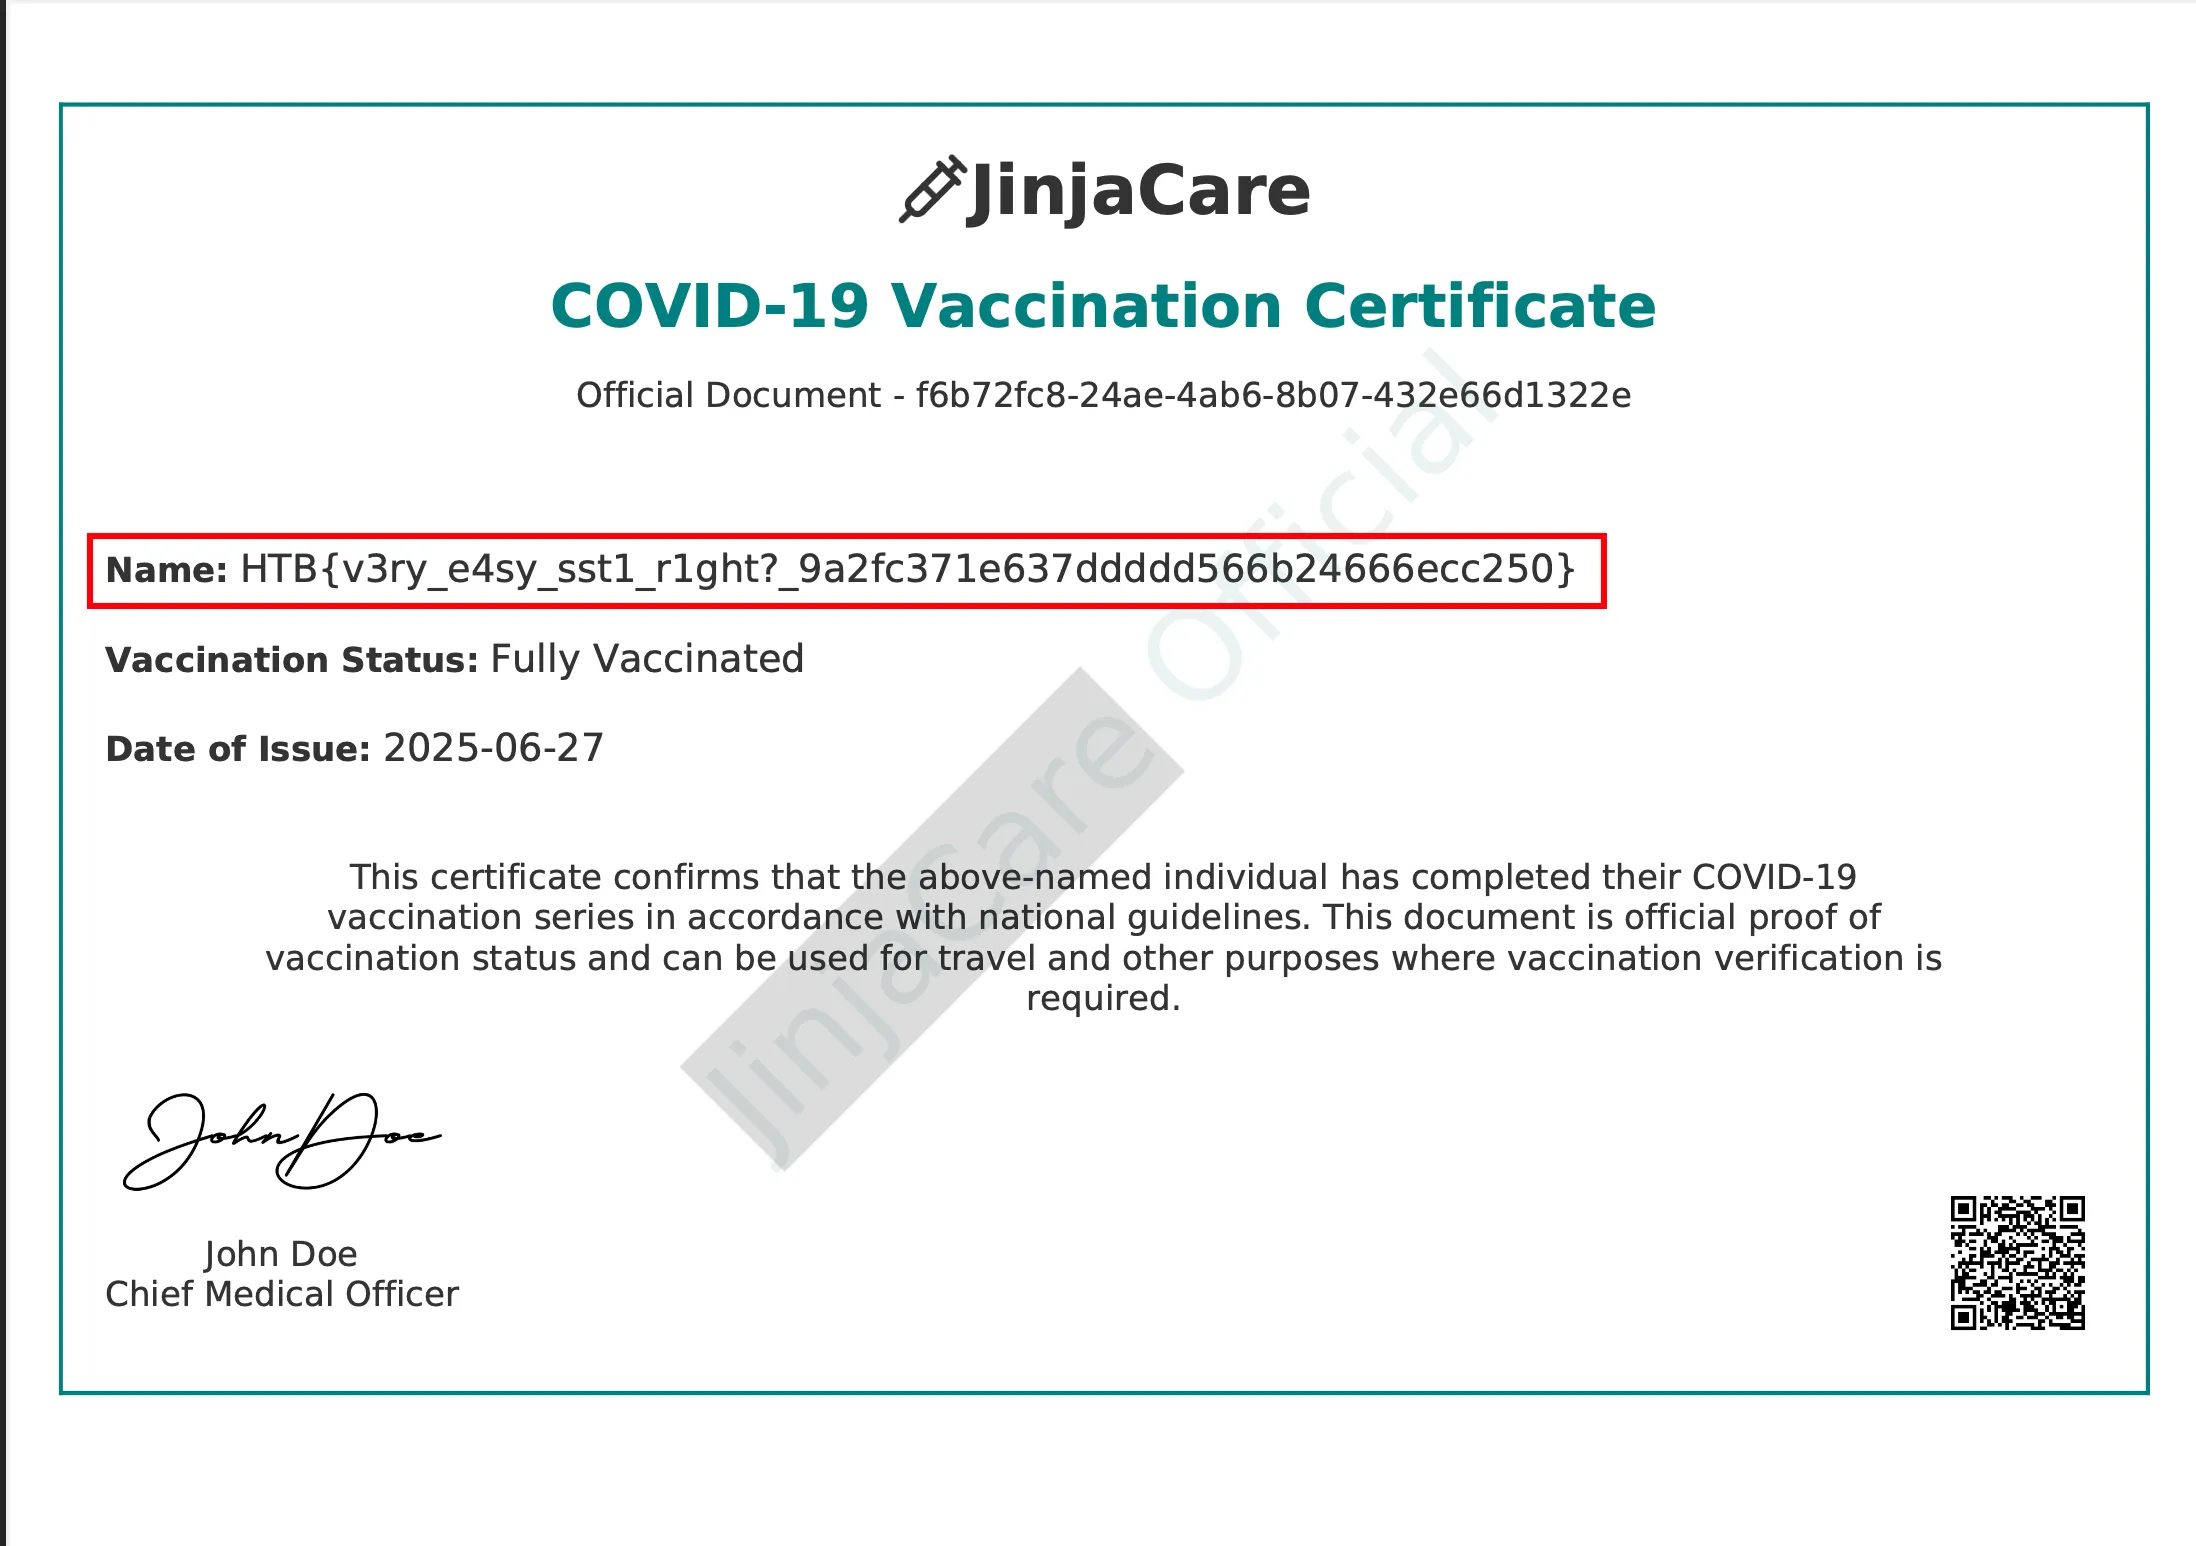 JinjaCare
COVID-19 Vaccination Certificate
Official Document - f6b72fc8-24ae-4ab6-8b07-432e66d1322e
Name: HTB{v3ry_e4sy_sst1_r1ght?_9a2fc371e637ddddd566b24666ecc250}
Vaccination Status: Fully Vaccinated
Date of Issue: 2025-06-27
JinjaCare Official
This certificate confirms that the above-named individual has completed their COVID-19
vaccination series in accordance with national guidelines. This document is official proof of
vaccination status and can be used for travel and other purposes where vaccination verification is
required.
John Doe
John Doe
Chief Medical Officer